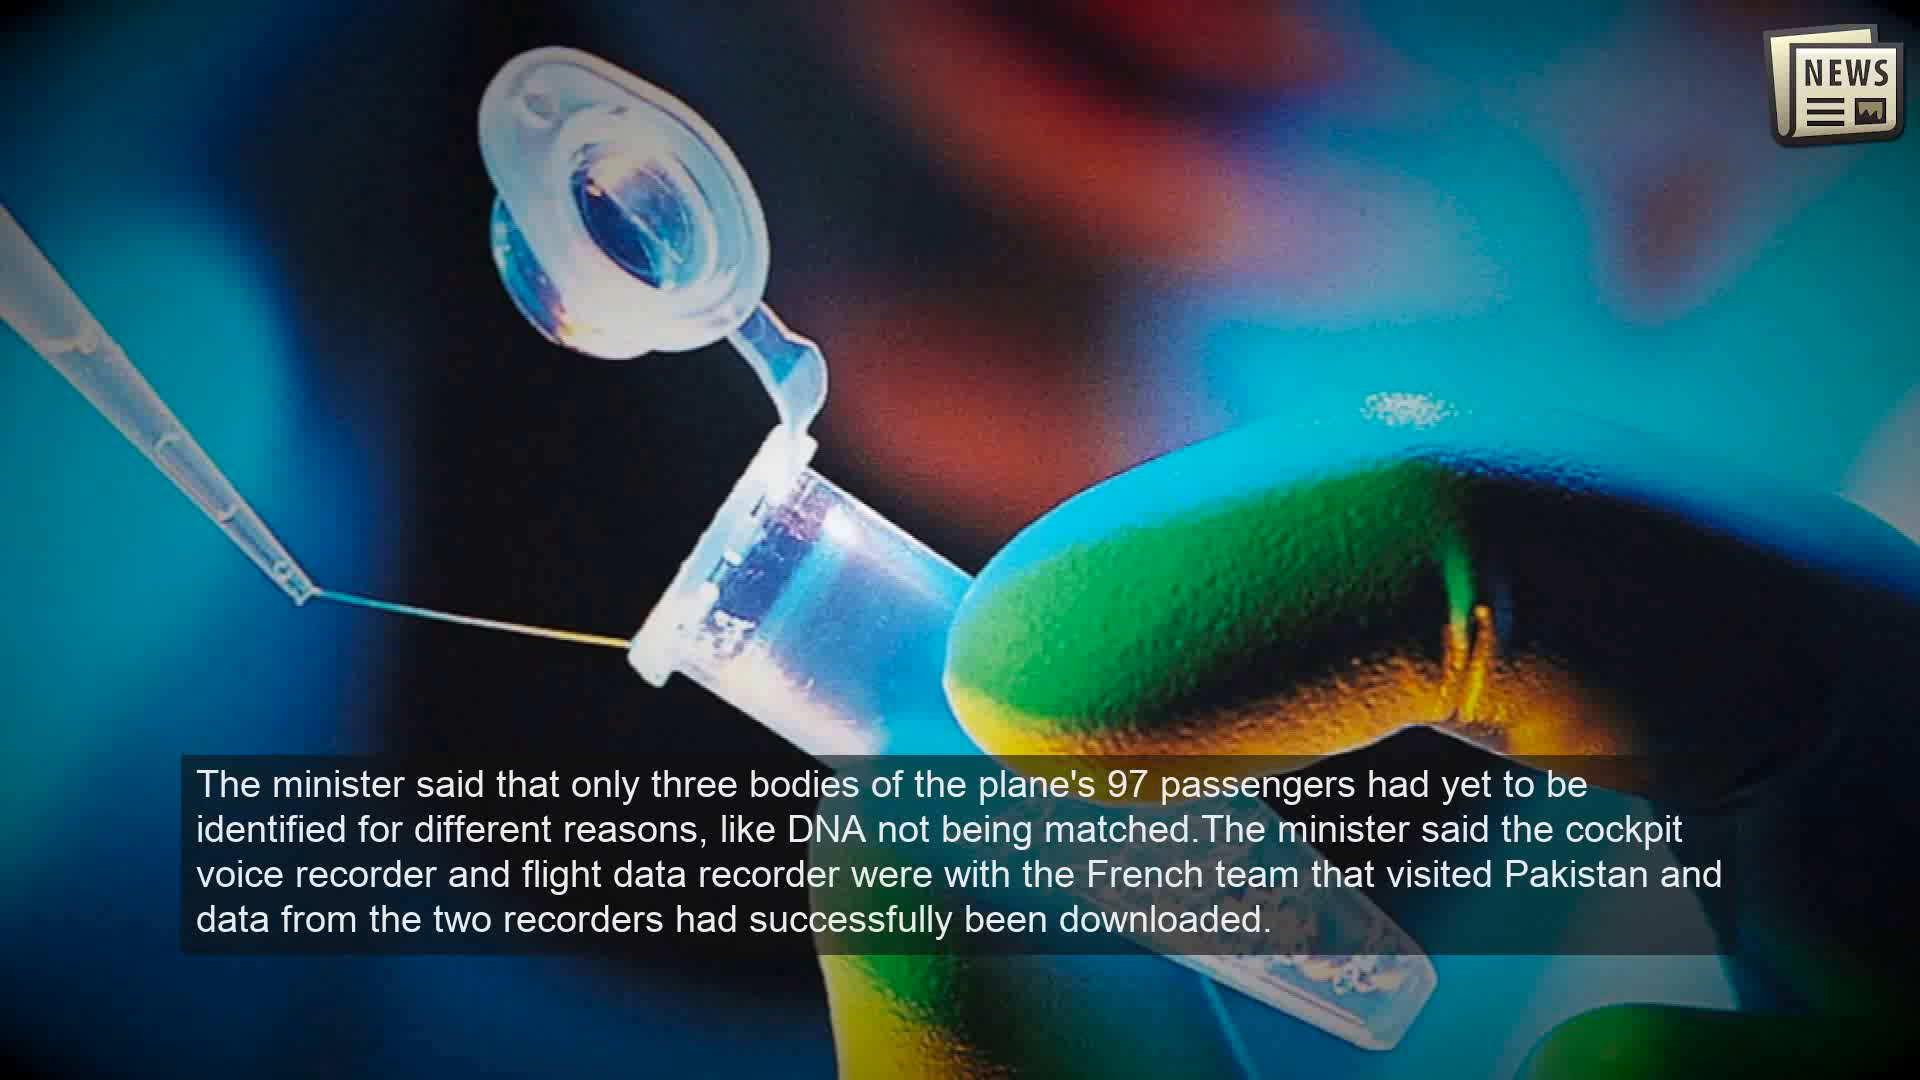 NEWS
The minister said that only three bodies of the plane's 97 passengers had yet to be
identified for different reasons, like DNA not being matched.The minister said the cockpit
voice recorder and flight data recorder were with the French team that visited Pakistan and
data from the two recorders had successfully been downloaded.